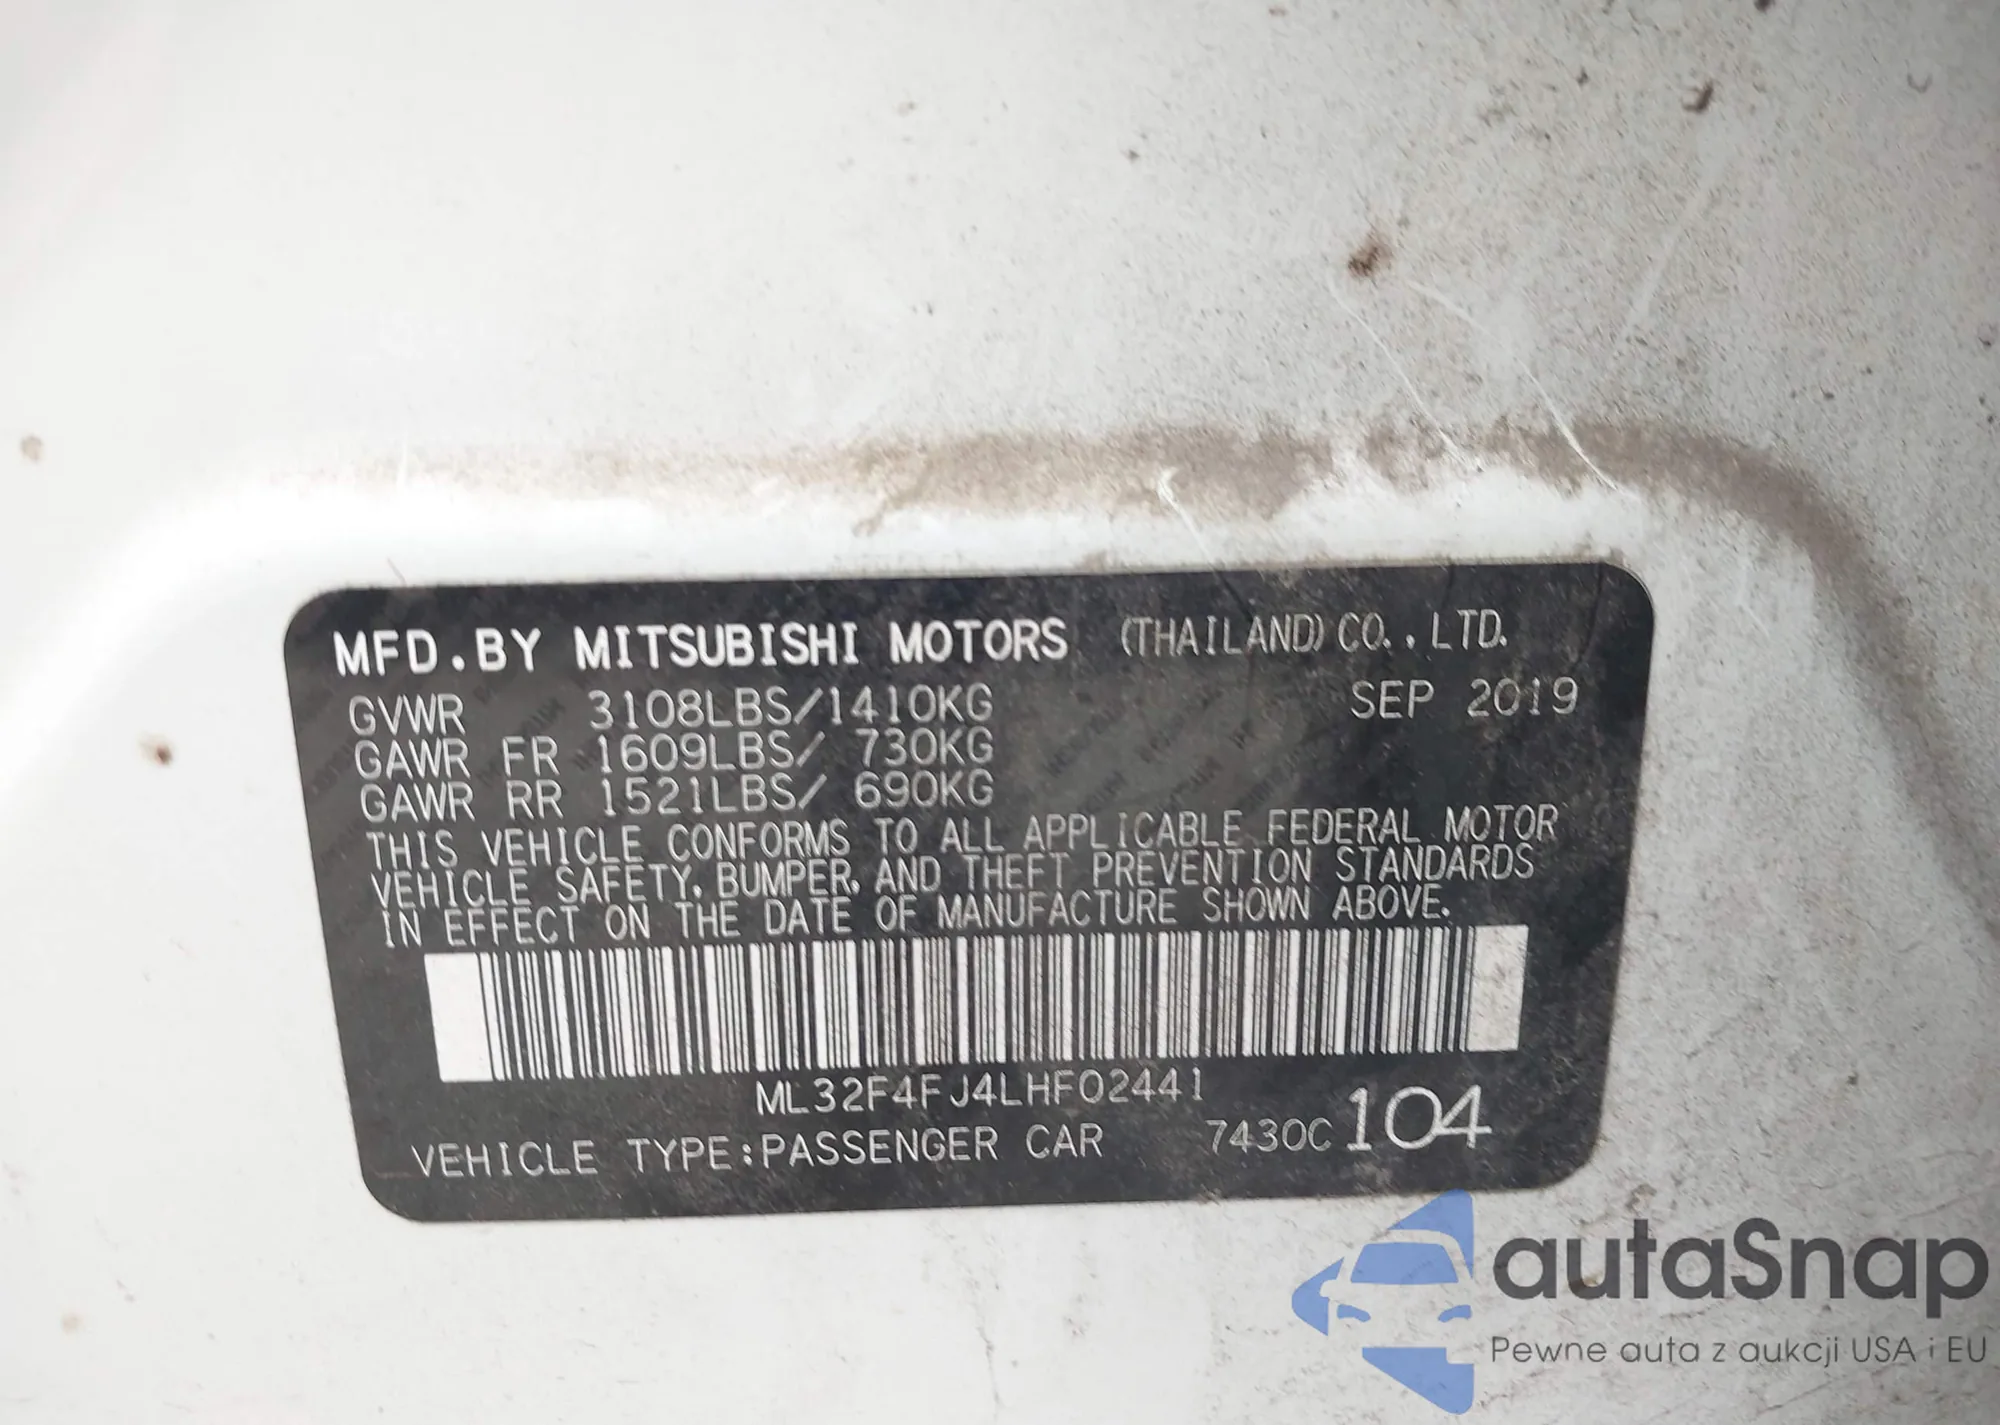 MFD.BY MITSUBISHI MOTORS (THAILAND) CO.,LTD.
GVWR 3108LBS/1410KG SEP 2019
GAWR FR 1609LBS/ 730KG
GAWR RR 1521LBS/ 690KG
THIS VEHICLE CONFORMS TO ALL APPLICABLE FEDERAL MOTOR
VEHICLE SAFETY, BUMPER, AND THEFT PREVENTION STANDARDS
IN EFFECT ON THE DATE OF MANUFACTURE SHOWN ABOVE.
ML32F4FJ4LHF02441
VEHICLE TYPE:PASSENGER CAR 7430C 104
autaSnap
Pewne auta z aukcji USA i EU